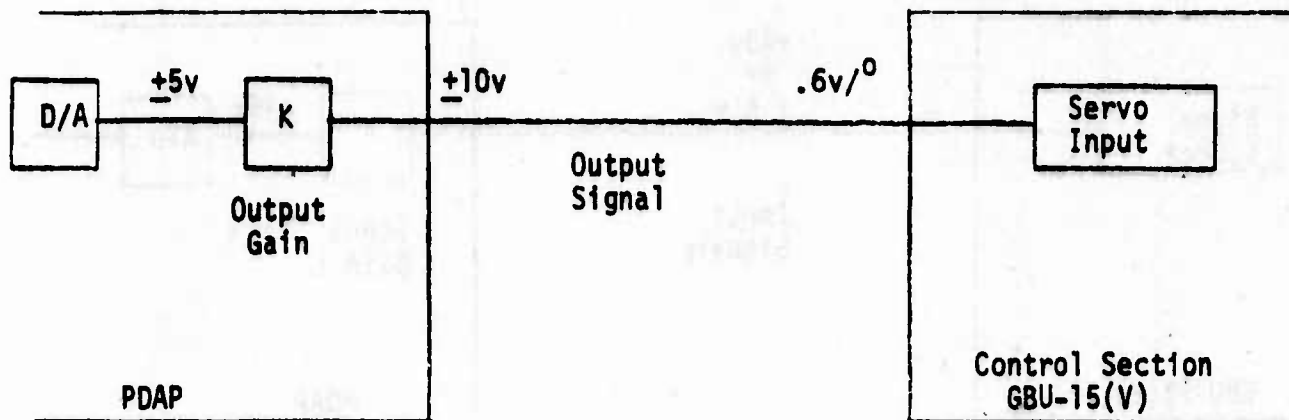 D/A
±5v
K
±10v
.6v/°
Servo
Input
Output
Gain
Output
Signal
PDAP
Control Section
GBU-15(V)